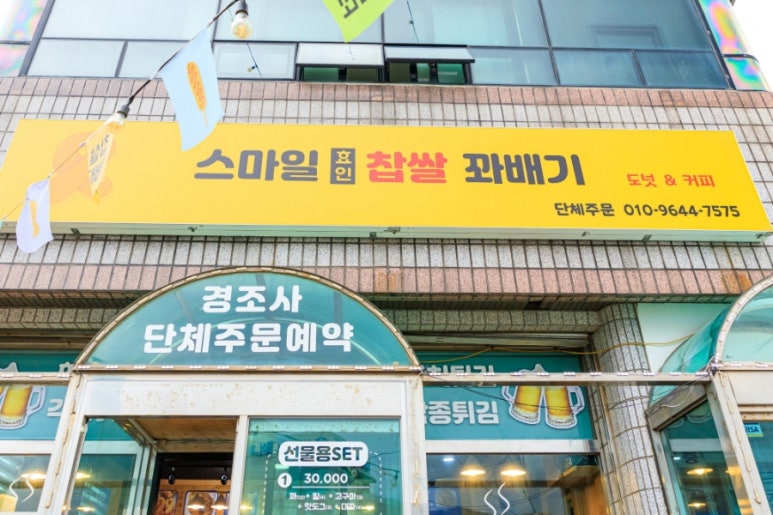 스마일 효인 찹쌀 꽈배기 도넛 & 커피
단체주문 010-9644-7575
경조사
단체주문예약
튀김
종튀김
선물용SET
1 30,000